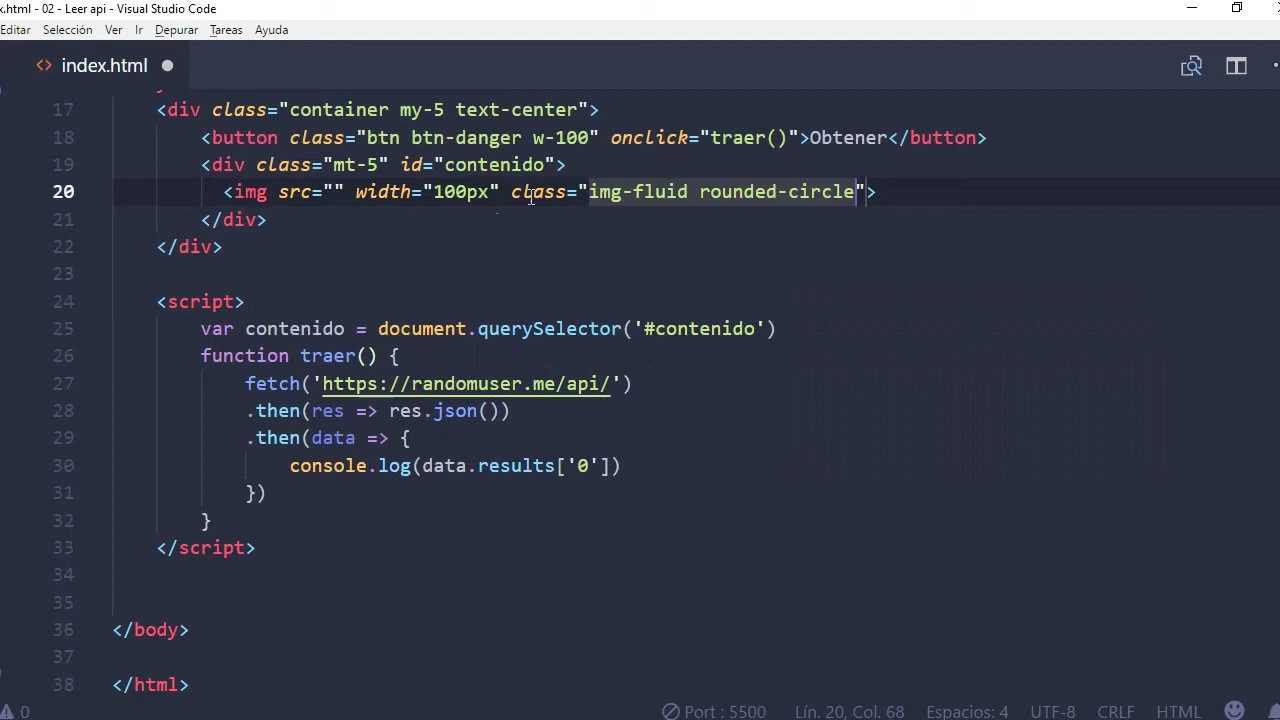 x.html - 02 - Leer api - Visual Studio Code
Editar Selección Ver Ir Depurar Tareas Ayuda
<> index.html
17 <div class="container my-5 text-center">
18 <button class="btn btn-danger w-100" onclick="traer()">Obtener</button>
19 <div class="mt-5" id="contenido">
20 <img src="" width="100px" class="img-fluid rounded-circle">
21 </div>
22 </div>
23
24 <script>
25 var contenido = document.querySelector('#contenido')
26 function traer() {
27 fetch('https://randomuser.me/api/')
28 .then(res => res.json())
29 .then(data => {
30 console.log(data.results['0'])
31 })
32 }
33 </script>
34
35
36 </body>
37
38 </html>
0 Port : 5500 Lín. 20, Col. 68 Espacios: 4 UTF-8 CRLF HTML